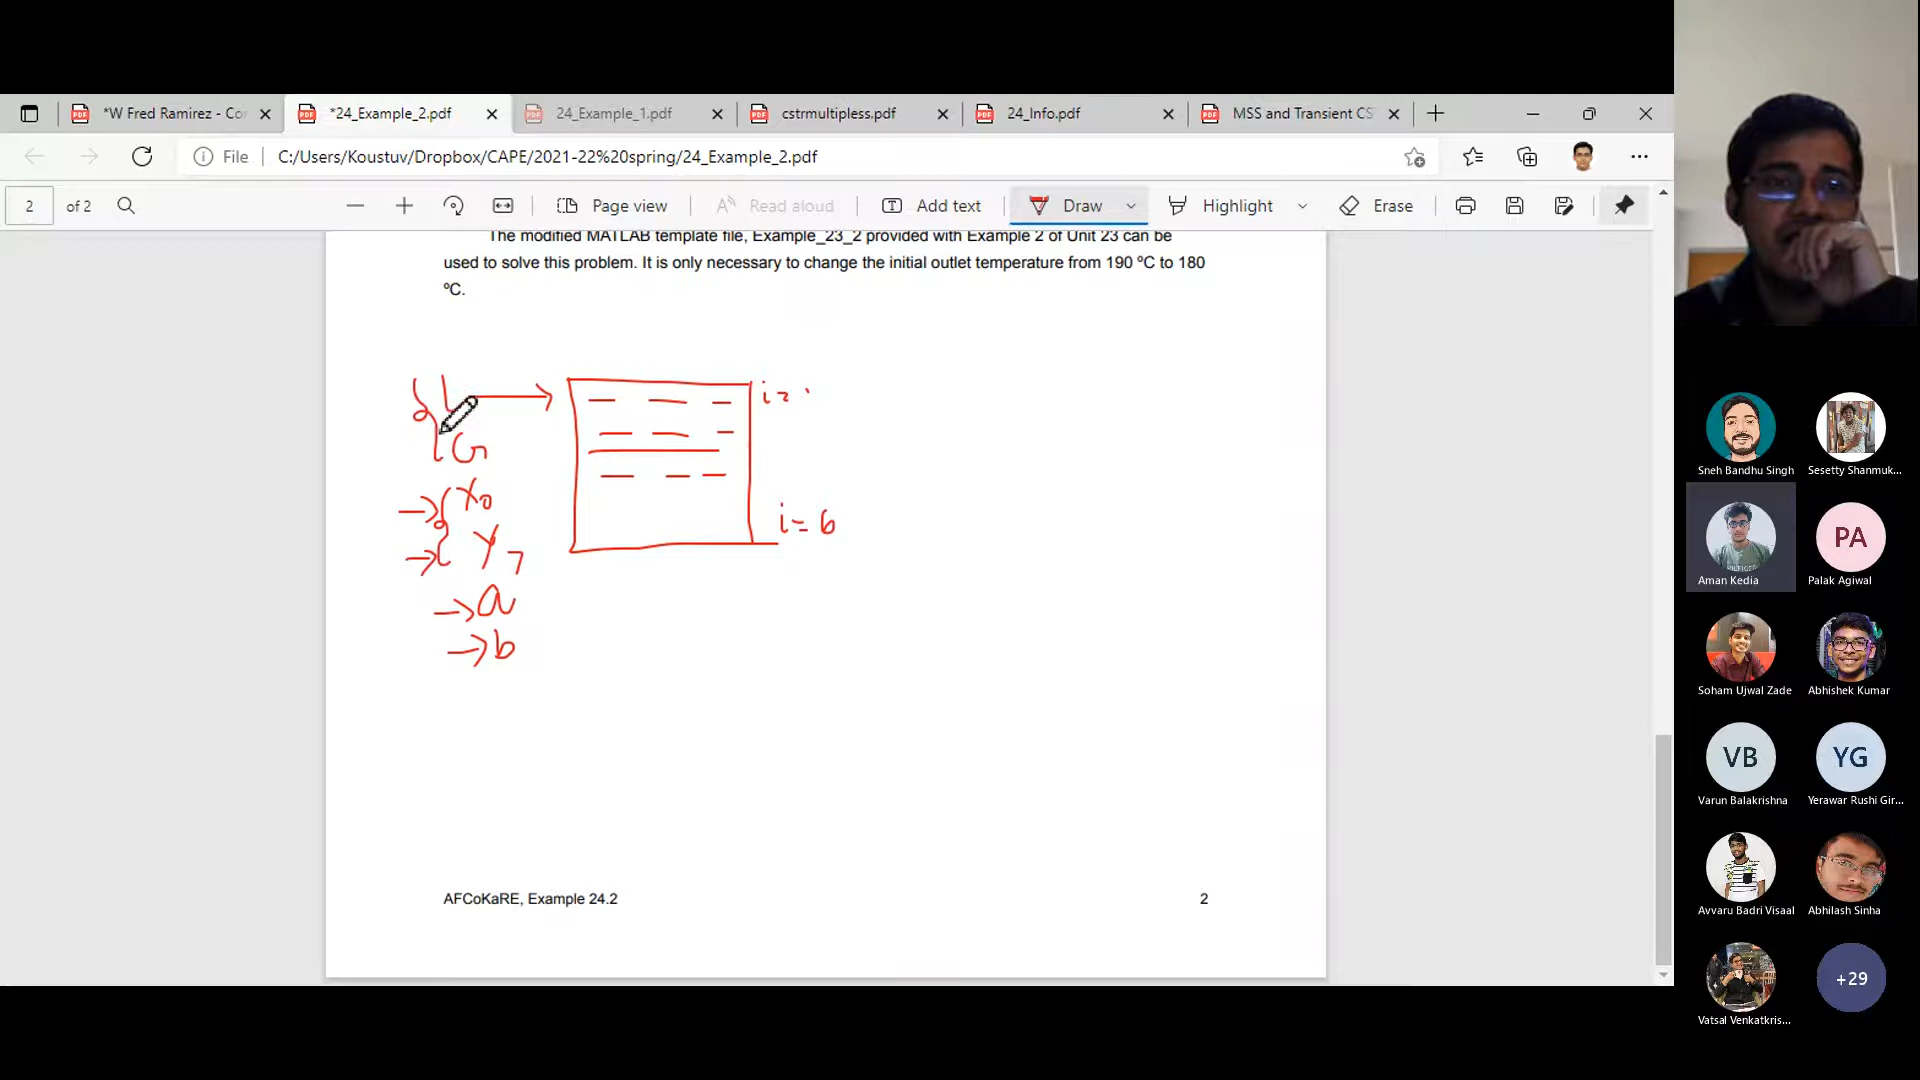 *W Fred Ramirez - Cor
*24_Example_2.pdf
24_Example_1.pdf
cstrmultipless.pdf
24_Info.pdf
MSS and Transient CS
File
C:/Users/Koustuv/Dropbox/CAPE/2021-22%20spring/24_Example_2.pdf
2 of 2
Page view
Read aloud
Add text
Draw
Highlight
Erase
The modified MATLAB template file, Example_23_2 provided with Example 2 of Unit 23 can be
used to solve this problem. It is only necessary to change the initial outlet temperature from 190 ºC to 180
ºC.
L
i =
G
X0
i = 6
Y7
a
b
AFCoKaRE, Example 24.2
2
Sneh Bandhu Singh
Sesetty Shanmuk...
Aman Kedia
PA
Palak Agiwal
Soham Ujwal Zade
Abhishek Kumar
VB
Varun Balakrishna
YG
Yerawar Rushi Gir...
Avvaru Badri Visaal
Abhilash Sinha
Vatsal Venkatkris...
+29